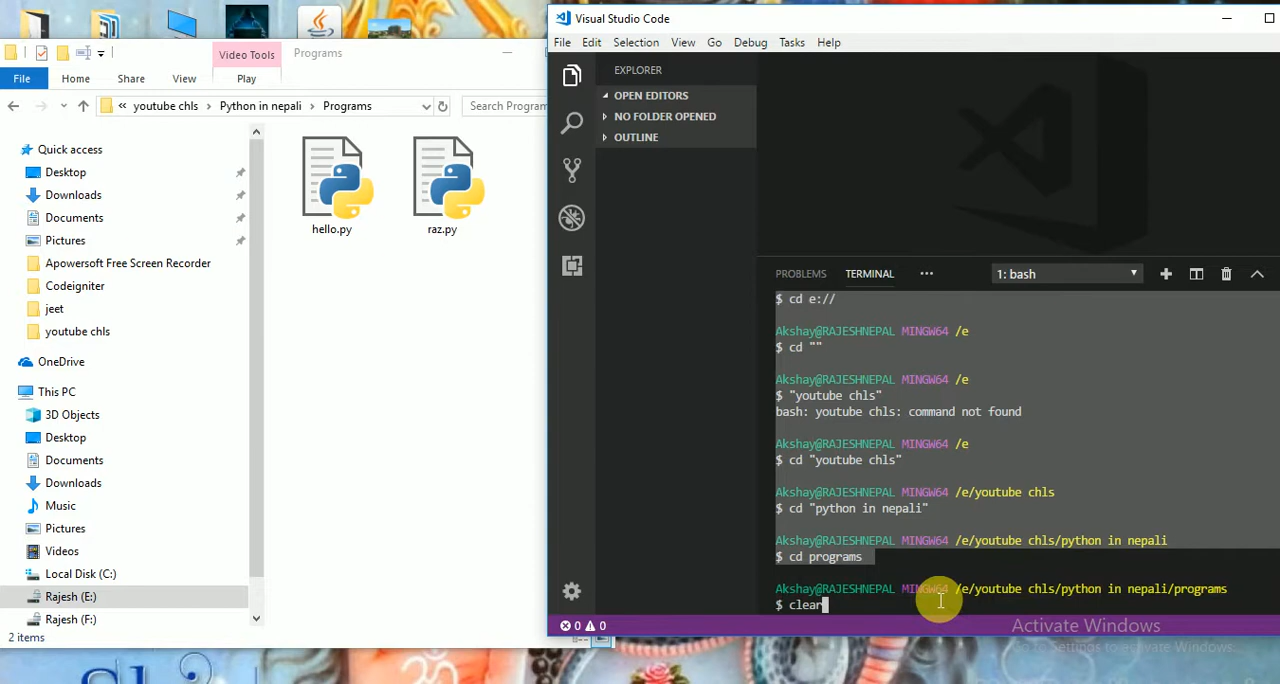 Video Tools
Programs
File
Home
Share
View
Play
« youtube chls > Python in nepali > Programs
Search Program
Quick access
Desktop
Downloads
Documents
Pictures
Apowersoft Free Screen Recorder
Codeigniter
jeet
youtube chls
OneDrive
This PC
3D Objects
Desktop
Documents
Downloads
Music
Pictures
Videos
Local Disk (C:)
Rajesh (E:)
Rajesh (F:)
2 items
hello.py
raz.py
Visual Studio Code
File Edit Selection View Go Debug Tasks Help
EXPLORER
OPEN EDITORS
NO FOLDER OPENED
OUTLINE
PROBLEMS TERMINAL ••• 1: bash
$ cd e://
Akshay@RAJESHNEPAL MINGW64 /e
$ cd ""
Akshay@RAJESHNEPAL MINGW64 /e
$ "youtube chls"
bash: youtube chls: command not found
Akshay@RAJESHNEPAL MINGW64 /e
$ cd "youtube chls"
Akshay@RAJESHNEPAL MINGW64 /e/youtube chls
$ cd "python in nepali"
Akshay@RAJESHNEPAL MINGW64 /e/youtube chls/python in nepali
$ cd programs
Akshay@RAJESHNEPAL MINGW64 /e/youtube chls/python in nepali/programs
$ clear
0 0
Activate Windows
Go to Settings to activate Windows.